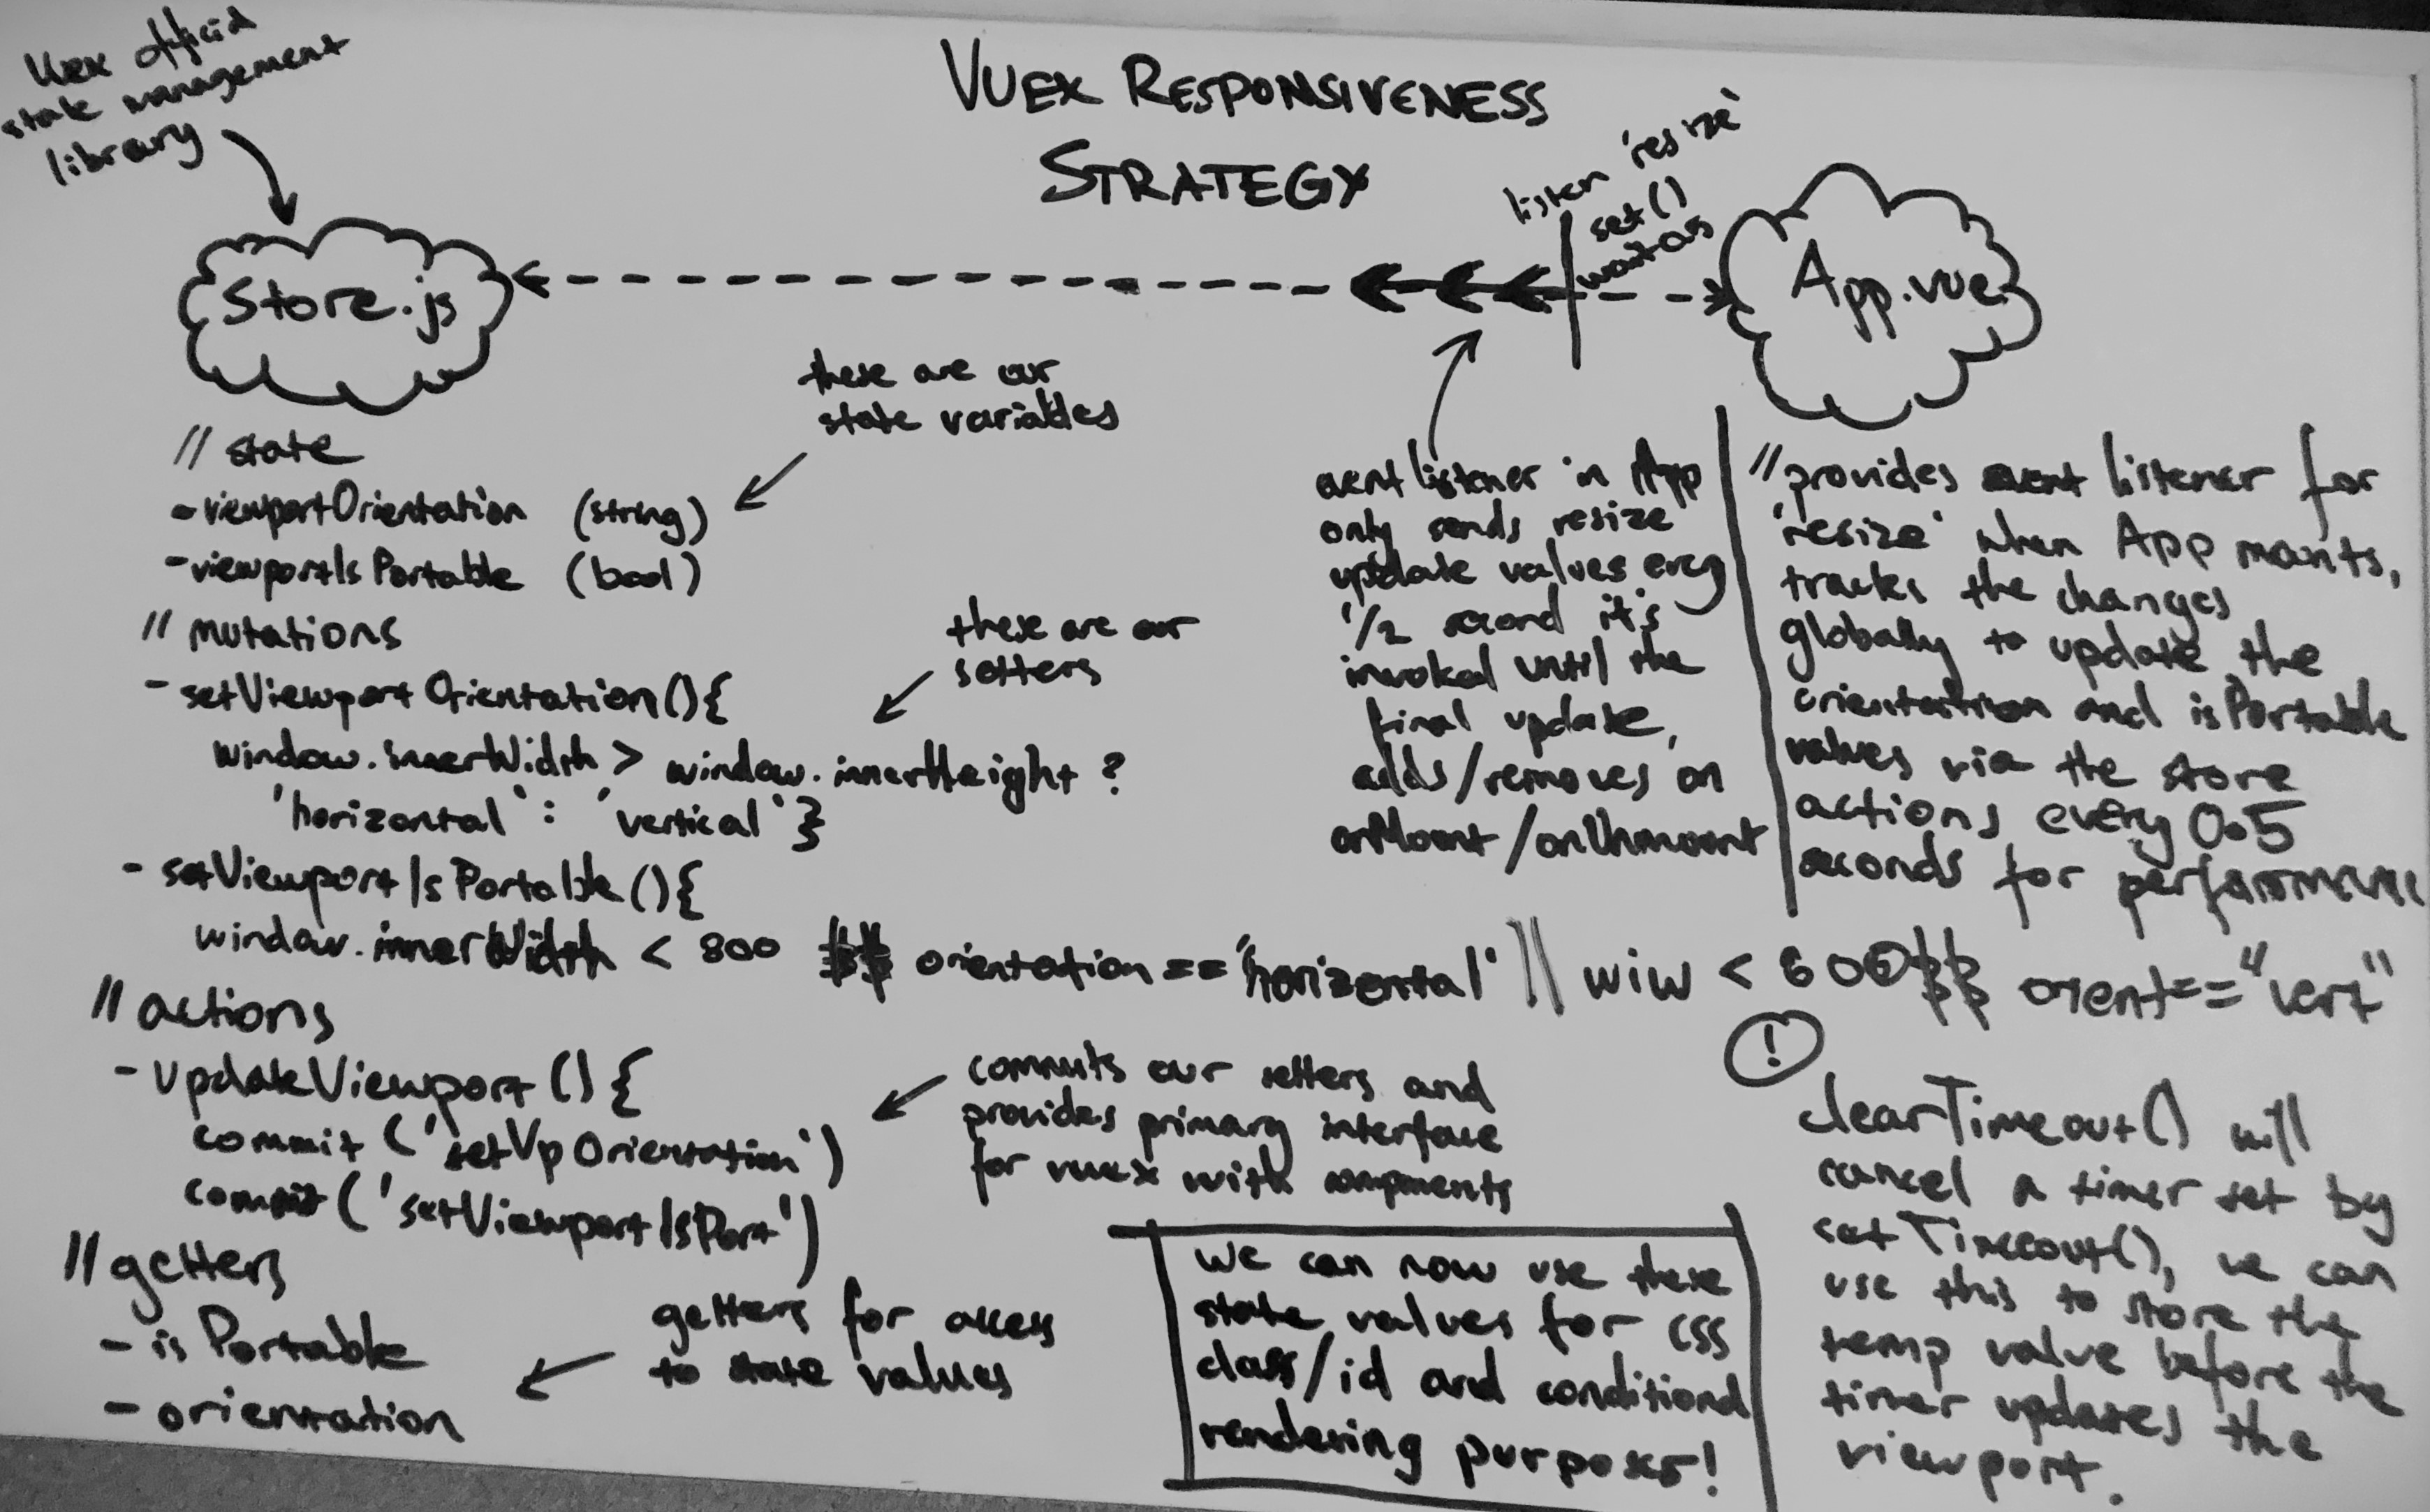 Vuex official
state management
library
VUEX RESPONSIVENESS
STRATEGY
listen 'resize'
set()
Store.js
App.vue
these are our
state variables
// state
- viewportOrientation (string)
- viewportIsPortable (bool)
// mutations
these are our
setters
- setViewportOrientation(){
window.innerWidth > window.innerHeight ?
'horizontal' : 'vertical'}
- setViewportIsPortable(){
window.innerWidth < 800 && orientation == 'horizontal' || wiw < 600 && orient == "vert"
// actions
- updateViewport(){
commit('setVpOrientation')
commit('setViewportIsPort')
commits our setters and
provides primary interface
for vuex with components
// getters
- isPortable
- orientation
getters for access
to state values
event listener in App
only sends resize
update values every
1/2 second it's
invoked until the
final update,
adds/removes on
onMount/onUnmount
// provides event listener for
'resize' when App mounts,
tracks the changes
globally to update the
orientation and isPortable
values via the store
actions every 0.5
seconds for performance
we can now use these
state values for CSS
class/id and conditional
rendering purposes!
!
clearTimeout() will
cancel a timer set by
setTimeout(), we can
use this to store the
temp value before the
timer updates the
viewport.